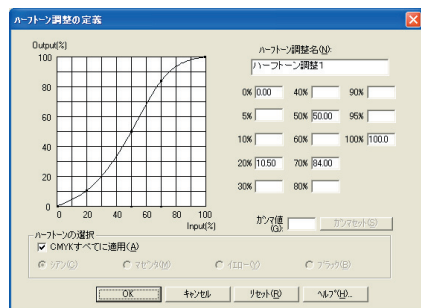 ハーフトーン調整の定義
Output[%]
100
80
60
40
20
0
0 20 40 60 80 100
Input[%]
ハーフトーン調整名(N):
ハーフトーン調整1
0% 0.00 40% 90%
5% 50% 50.00 95%
10% 60% 100% 100.0
20% 10.50 70% 84.00
30% 80%
ガンマ値(G): ガンマセット(S)
ハーフトーンの選択
CMYKすべてに適用(A)
シアン(C) マゼンタ(M) イエロー(Y) ブラック(B)
OK キャンセル リセット(R) ヘルプ(H)...